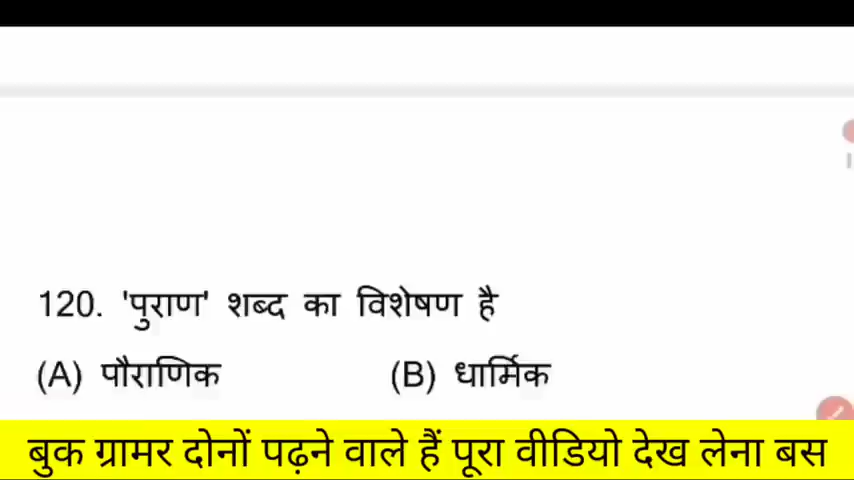 120. 'पुराण' शब्द का विशेषण है
(A) पौराणिक (B) धार्मिक
बुक ग्रामर दोनों पढ़ने वाले हैं पूरा वीडियो देख लेना बस